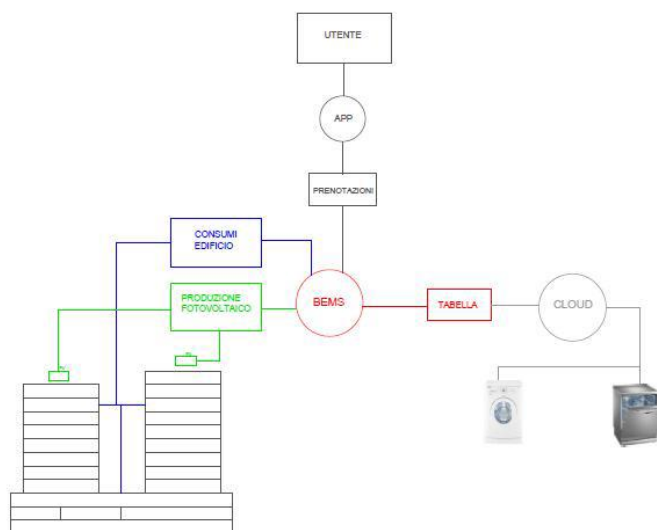 UTENTE
APP
PRENOTAZIONI
CONSUMI
EDIFICIO
PRODUZIONE
FOTOVOLTAICO
BEMS
TABELLA
CLOUD